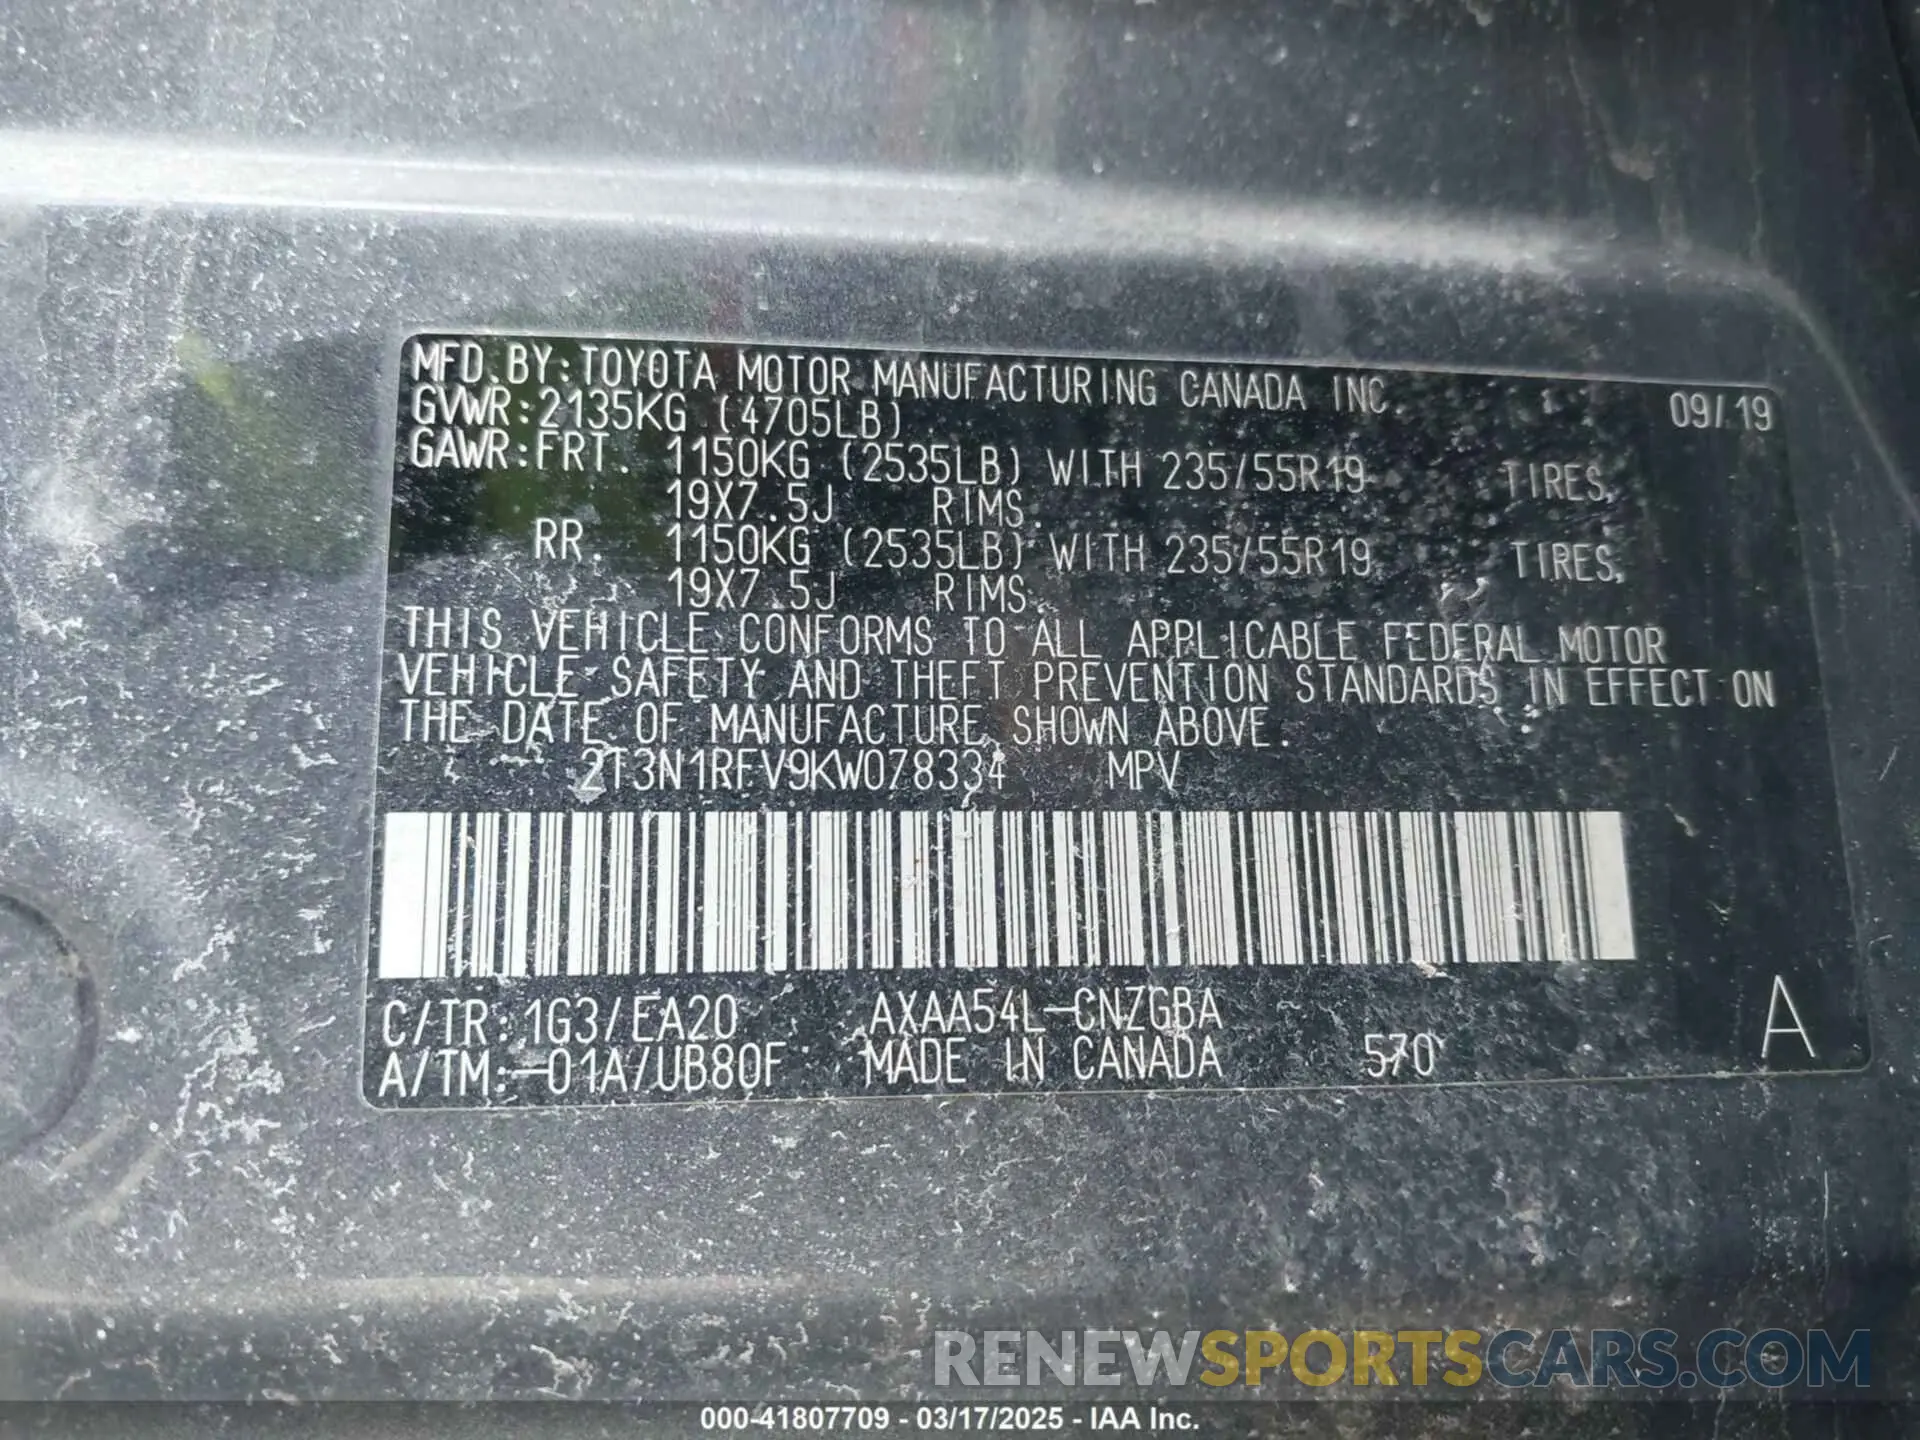 MFD.BY:TOYOTA MOTOR MANUFACTURING CANADA INC. 09/19
GVWR:2135KG (4705LB)
GAWR:FRT. 1150KG (2535LB) WITH 235/55R19 TIRES,
19X7.5J RIMS.
RR. 1150KG (2535LB) WITH 235/55R19 TIRES,
19X7.5J RIMS.
THIS VEHICLE CONFORMS TO ALL APPLICABLE FEDERAL MOTOR
VEHICLE SAFETY AND THEFT PREVENTION STANDARDS IN EFFECT ON
THE DATE OF MANUFACTURE SHOWN ABOVE.
2T3N1RFV9KW078334 MPV
C/TR:1G3/EA20 AXAA54L-CNZGBA
A/TM:-01A/UB80F MADE IN CANADA 570 A
RENEWSPORTSCARS.COM
000-41807709 - 03/17/2025 - IAA Inc.